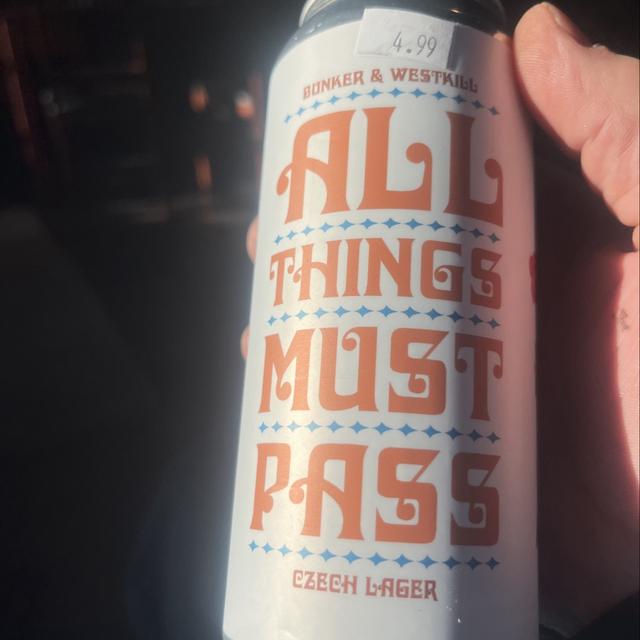 4.99
BUNKER & WESTKILL
ALL
THINGS
MUST
PASS
CZECH LAGER